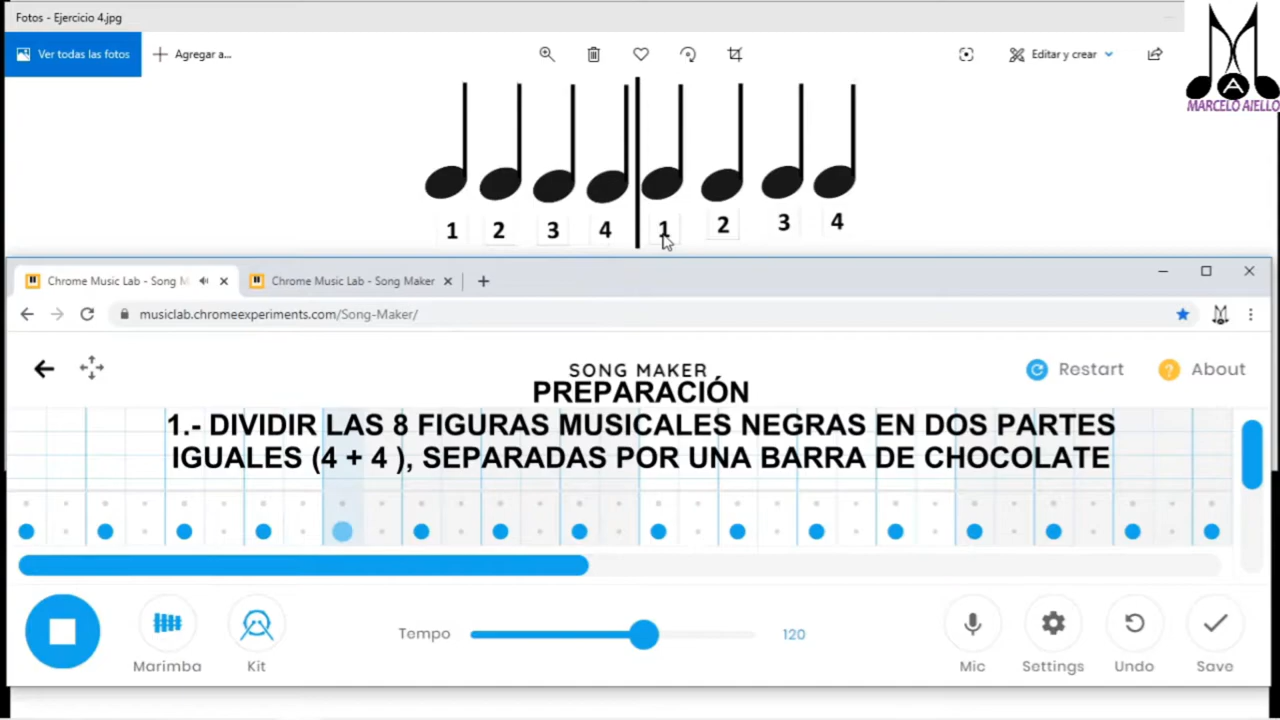 Fotos - Ejercicio 4.jpg
Ver todas las fotos
Agregar a...
Editar y crear
A
MARCELO AIELLO
1 2 3 4 1 2 3 4
Chrome Music Lab - Song M
Chrome Music Lab - Song Maker
musiclab.chromeexperiments.com/Song-Maker/
SONG MAKER
Restart
? About
PREPARACIÓN
1.- DIVIDIR LAS 8 FIGURAS MUSICALES NEGRAS EN DOS PARTES
IGUALES (4 + 4 ), SEPARADAS POR UNA BARRA DE CHOCOLATE
Marimba
Kit
Tempo
120
Mic
Settings
Undo
Save